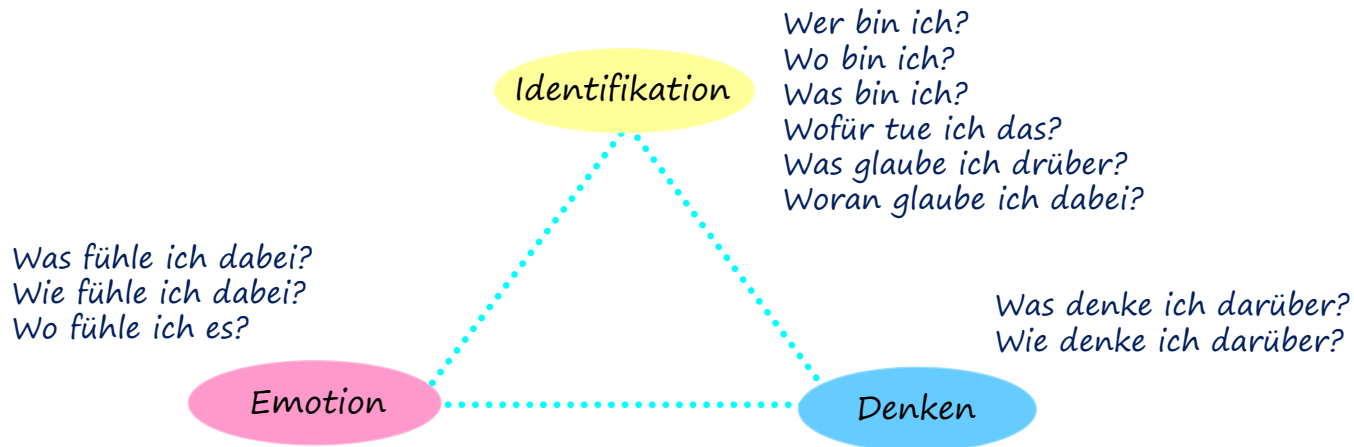 Wer bin ich?
Wo bin ich?
Was bin ich?
Wofür tue ich das?
Was glaube ich drüber?
Woran glaube ich dabei?
Identifikation
Was fühle ich dabei?
Wie fühle ich dabei?
Wo fühle ich es?
Was denke ich darüber?
Wie denke ich darüber?
Emotion
Denken